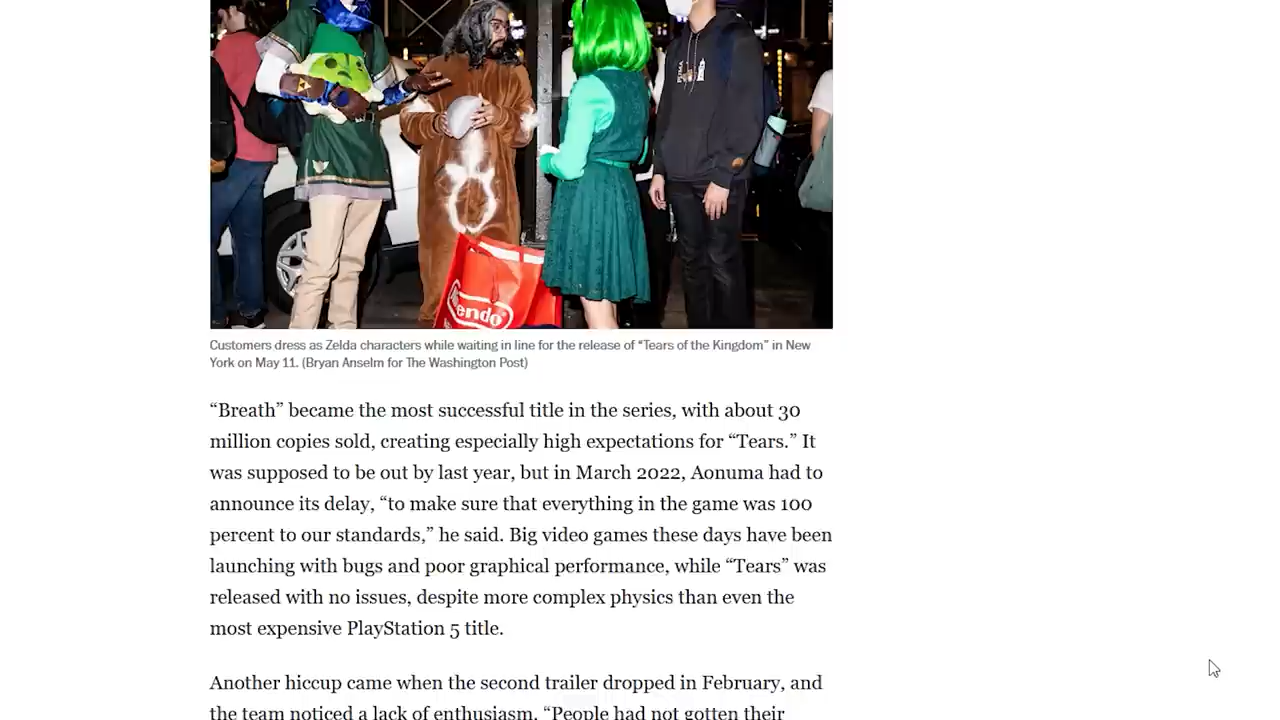 endo
Customers dress as Zelda characters while waiting in line for the release of “Tears of the Kingdom” in New
York on May 11. (Bryan Anselm for The Washington Post)
“Breath” became the most successful title in the series, with about 30
million copies sold, creating especially high expectations for “Tears.” It
was supposed to be out by last year, but in March 2022, Aonuma had to
announce its delay, “to make sure that everything in the game was 100
percent to our standards,” he said. Big video games these days have been
launching with bugs and poor graphical performance, while “Tears” was
released with no issues, despite more complex physics than even the
most expensive PlayStation 5 title.
Another hiccup came when the second trailer dropped in February, and
the team noticed a lack of enthusiasm. “People had not gotten their